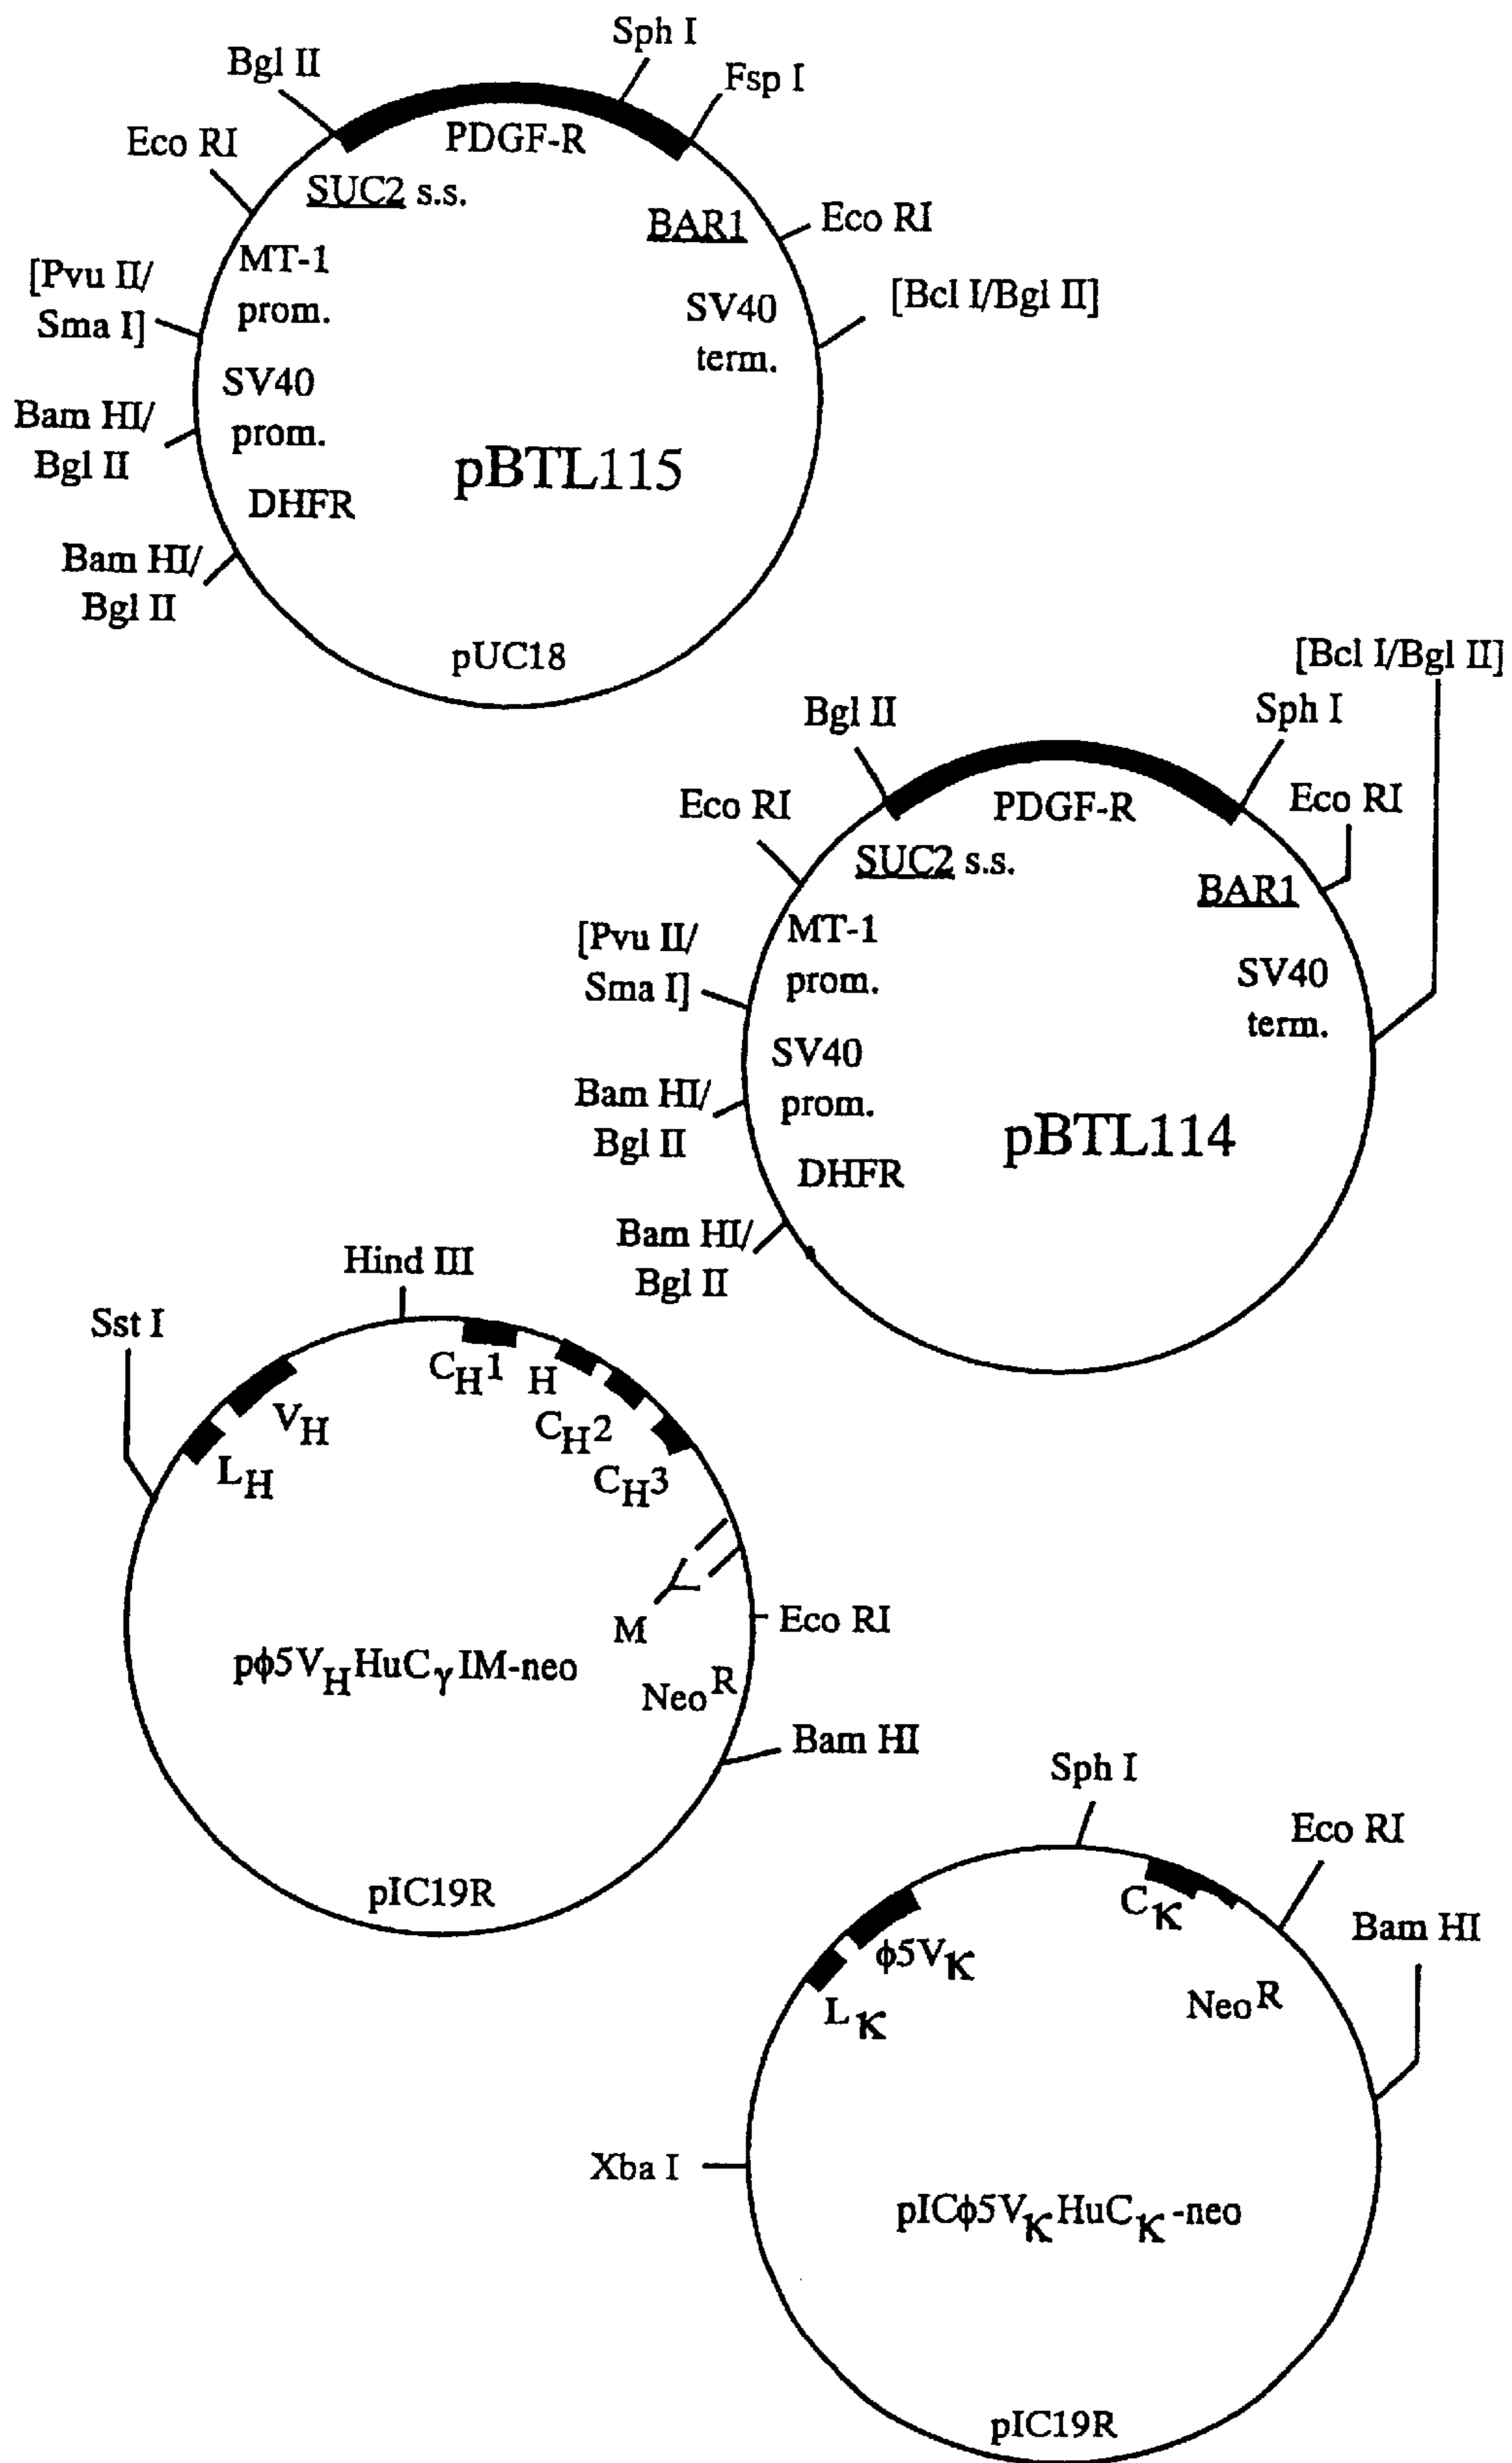 Sph I
Bgl II
Fsp I
Eco RI
PDGF-R
SUC2 s.s.
BAR1
Eco RI
[Pvu II/
Sma I]
MT-1
prom.
SV40
term.
[Bcl I/Bgl II]
SV40
prom.
Bam HI/
Bgl II
pBTL115
DHFR
Bam HI/
Bgl II
pUC18
[Bcl I/Bgl II]
Bgl II
Sph I
Eco RI
PDGF-R
Eco RI
SUC2 s.s.
BAR1
[Pvu II/
Sma I]
MT-1
prom.
SV40
term.
SV40
prom.
Bam HI/
Bgl II
pBTL114
DHFR
Bam HI/
Bgl II
Hind III
Sst I
CH1
H
VH
CH2
LH
CH3
M
Eco RI
pϕ5VHHuCγIM-neo
NeoR
Bam HI
pIC19R
Sph I
Eco RI
Cκ
Bam HI
ϕ5Vκ
Lκ
NeoR
Xba I
pICϕ5VκHuCκ-neo
pIC19R